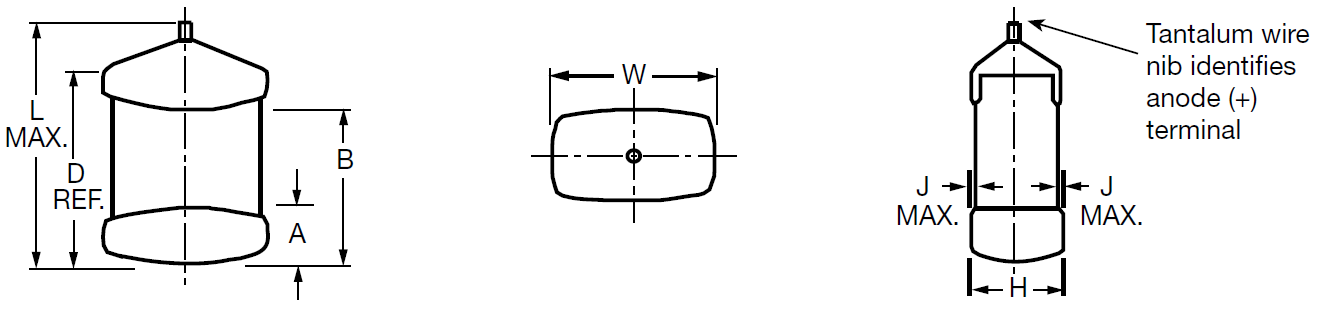 L
MAX.
D
REF.
B
A
W
Tantalum wire
nib identifies
anode (+)
terminal
J
MAX.
J
MAX.
H